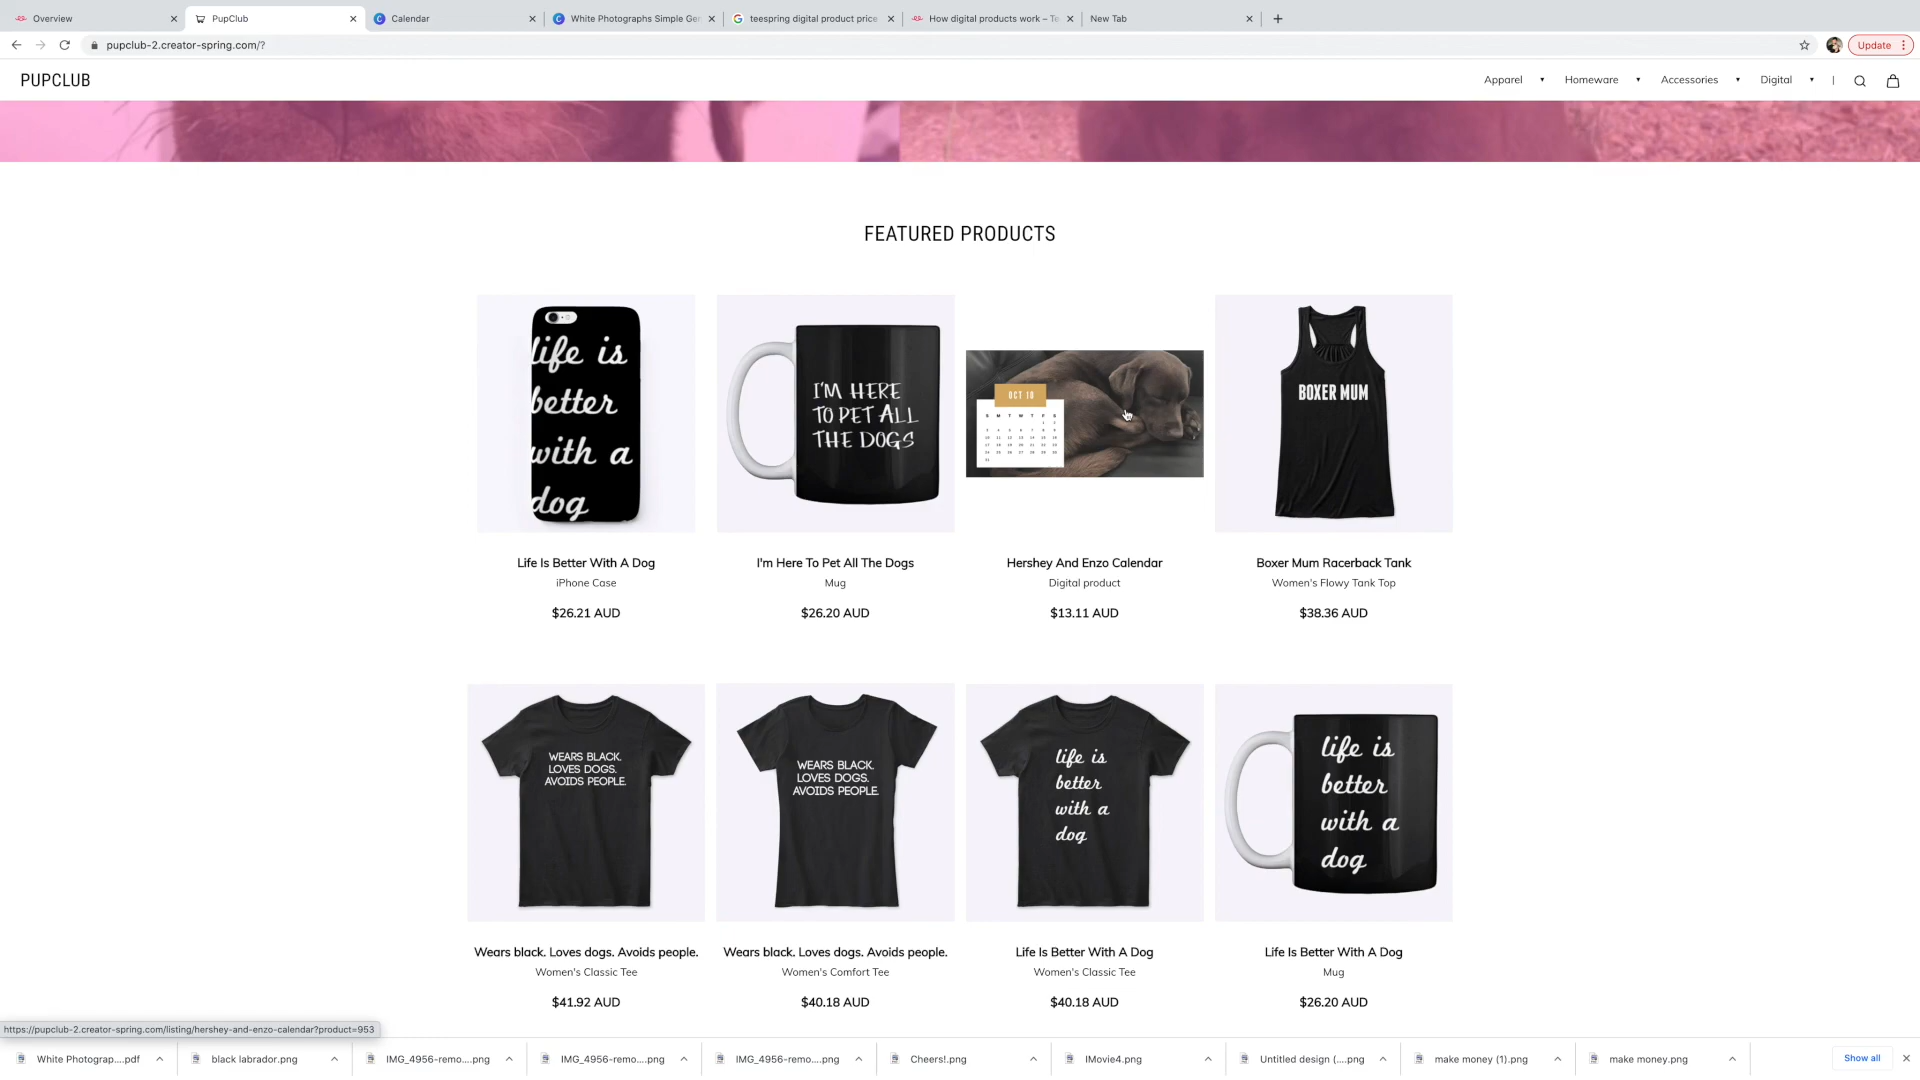 Overview
PupClub
Calendar
White Photographs Simple Ger
teespring digital product price
How digital products work – Te
New Tab
pupclub-2.creator-spring.com/?
Update
PUPCLUB
Apparel
Homeware
Accessories
Digital
FEATURED PRODUCTS
life is
better
with a
dog
I'M HERE
TO PET ALL
THE DOGS
OCT 10
S M T W T F S
BOXER MUM
Life Is Better With A Dog
iPhone Case
$26.21 AUD
I'm Here To Pet All The Dogs
Mug
$26.20 AUD
Hershey And Enzo Calendar
Digital product
$13.11 AUD
Boxer Mum Racerback Tank
Women's Flowy Tank Top
$38.36 AUD
WEARS BLACK.
LOVES DOGS.
AVOIDS PEOPLE.
WEARS BLACK.
LOVES DOGS.
AVOIDS PEOPLE.
life is
better
with a
dog
life is
better
with a
dog
Wears black. Loves dogs. Avoids people.
Women's Classic Tee
$41.92 AUD
Wears black. Loves dogs. Avoids people.
Women's Comfort Tee
$40.18 AUD
Life Is Better With A Dog
Women's Classic Tee
$40.18 AUD
Life Is Better With A Dog
Mug
$26.20 AUD
https://pupclub-2.creator-spring.com/listing/hershey-and-enzo-calendar?product=953
White Photograp....pdf
black labrador.png
IMG_4956-remo....png
IMG_4956-remo....png
IMG_4956-remo....png
Cheers!.png
IMovie4.png
Untitled design (....png
make money (1).png
make money.png
Show all